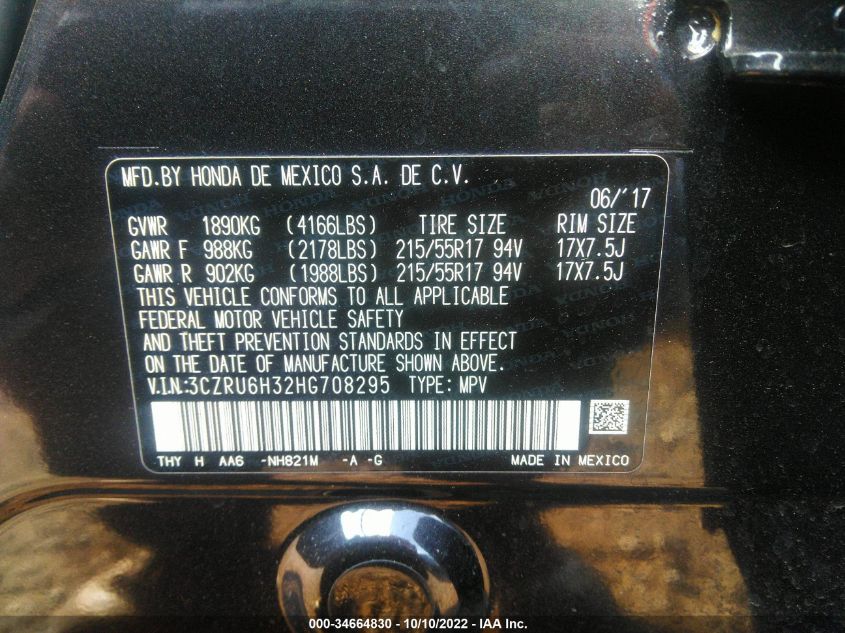 MFD.BY HONDA DE MEXICO S.A. DE C.V.
06/'17
GVWR 1890KG (4166LBS) TIRE SIZE RIM SIZE
GAWR F 988KG (2178LBS) 215/55R17 94V 17X7.5J
GAWR R 902KG (1988LBS) 215/55R17 94V 17X7.5J
THIS VEHICLE CONFORMS TO ALL APPLICABLE
FEDERAL MOTOR VEHICLE SAFETY
AND THEFT PREVENTION STANDARDS IN EFFECT
ON THE DATE OF MANUFACTURE SHOWN ABOVE.
V.I.N.:3CZRU6H32HG708295 TYPE: MPV
THY H AA6 -NH821M -A -G MADE IN MEXICO
000-34664830 - 10/10/2022 - IAA Inc.